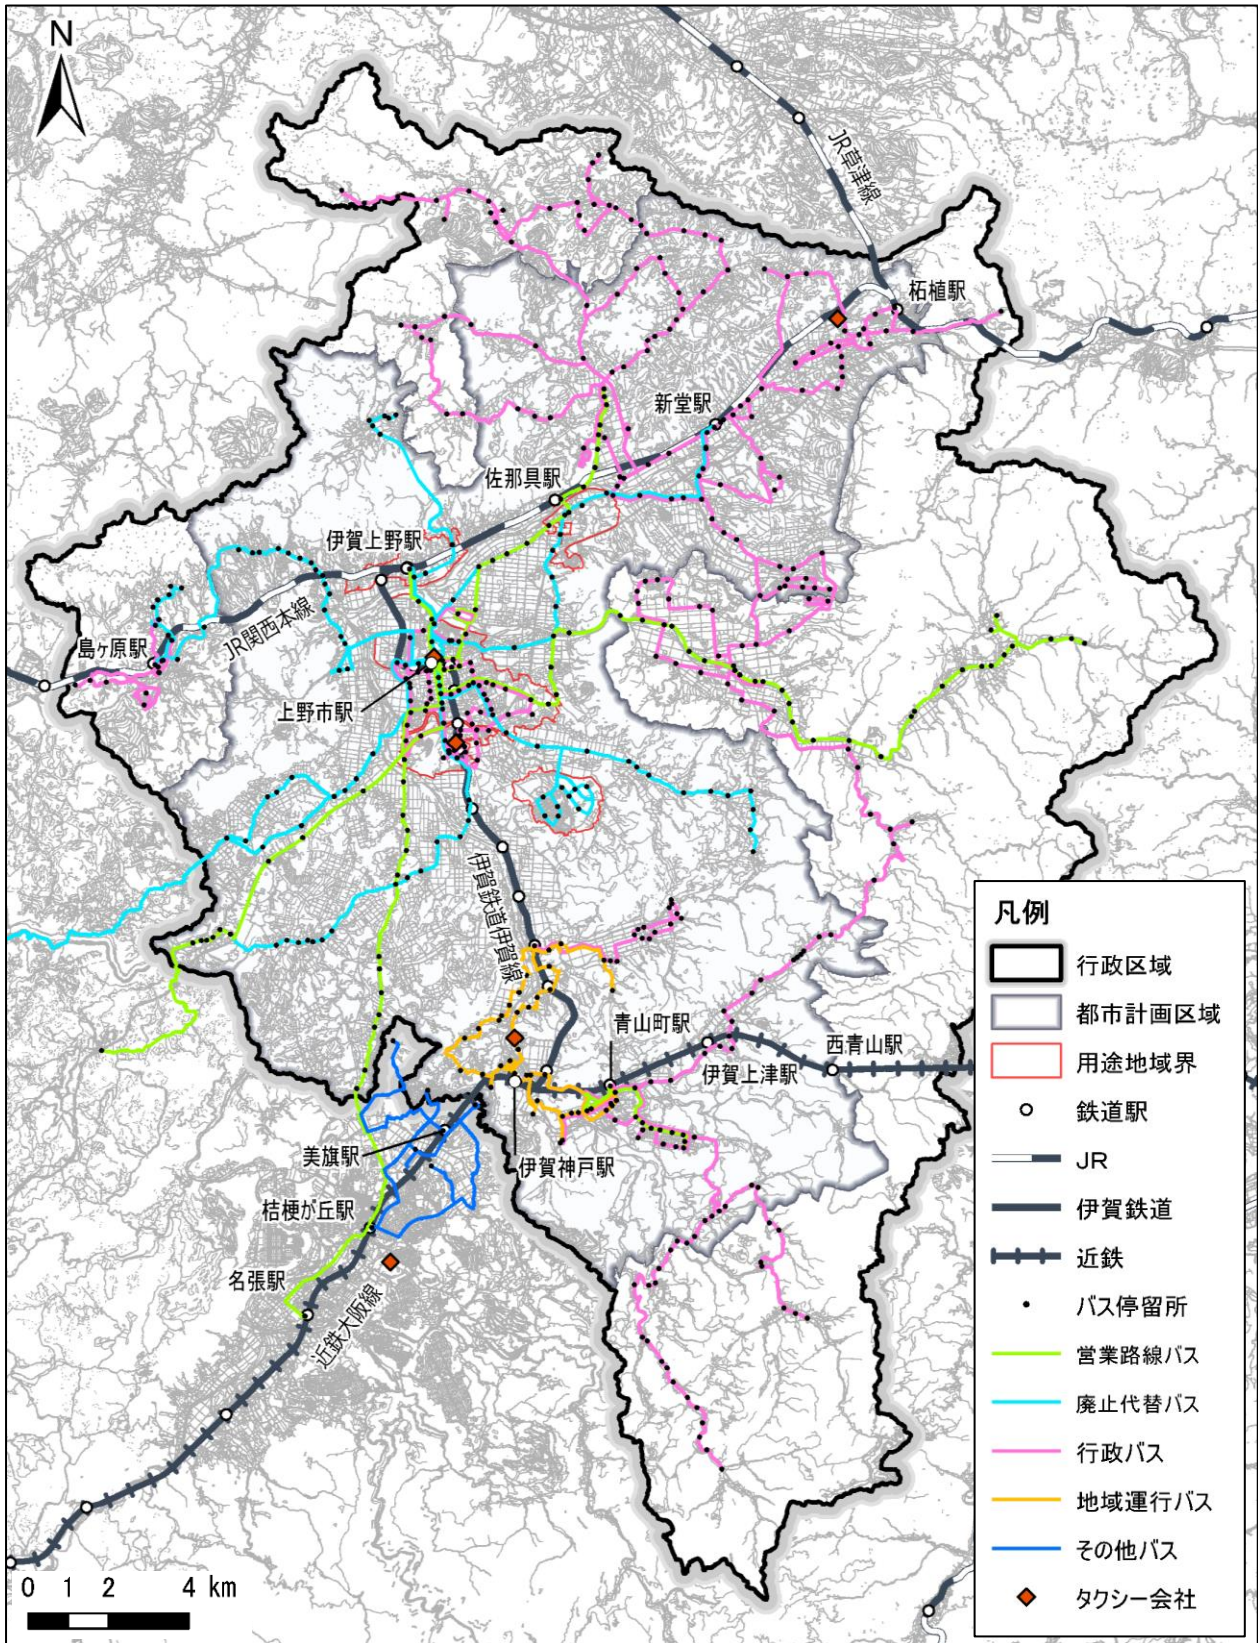 N
JR草津線
柘植駅
新堂駅
佐那具駅
伊賀上野駅
JR関西本線
島ヶ原駅
上野市駅
伊賀鉄道伊賀線
青山町駅
西青山駅
伊賀上津駅
美旗駅
伊賀神戸駅
桔梗が丘駅
名張駅
近鉄大阪線
凡例
行政区域
都市計画区域
用途地域界
鉄道駅
JR
伊賀鉄道
近鉄
バス停留所
営業路線バス
廃止代替バス
行政バス
地域運行バス
その他バス
タクシー会社
0 1 2 4 km